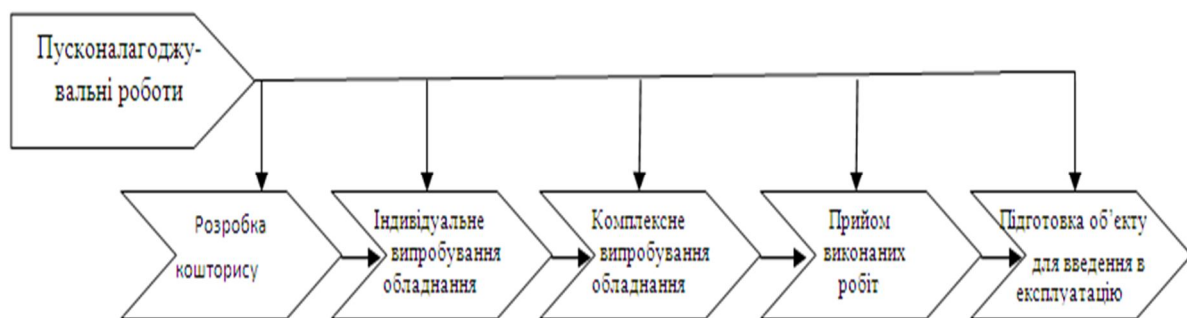 Пусконалагоджу-
вальні роботи
Розробка
кошторису
Індивідуальне
випробування
обладнання
Комплексне
випробування
обладнання
Прийом
виконаних
робіт
Підготовка об’єкту
для введення в
експлуатацію